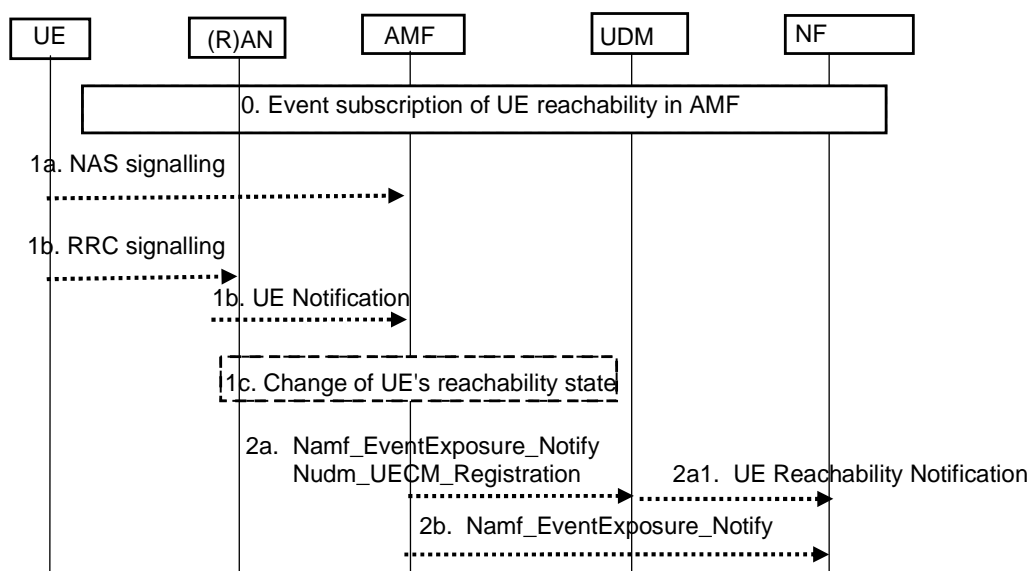 UE
(R)AN
AMF
UDM
NF
0. Event subscription of UE reachability in AMF
1a. NAS signalling
1b. RRC signalling
1b. UE Notification
1c. Change of UE's reachability state
2a. Namf_EventExposure_Notify
Nudm_UECM_Registration
2a1. UE Reachability Notification
2b. Namf_EventExposure_Notify